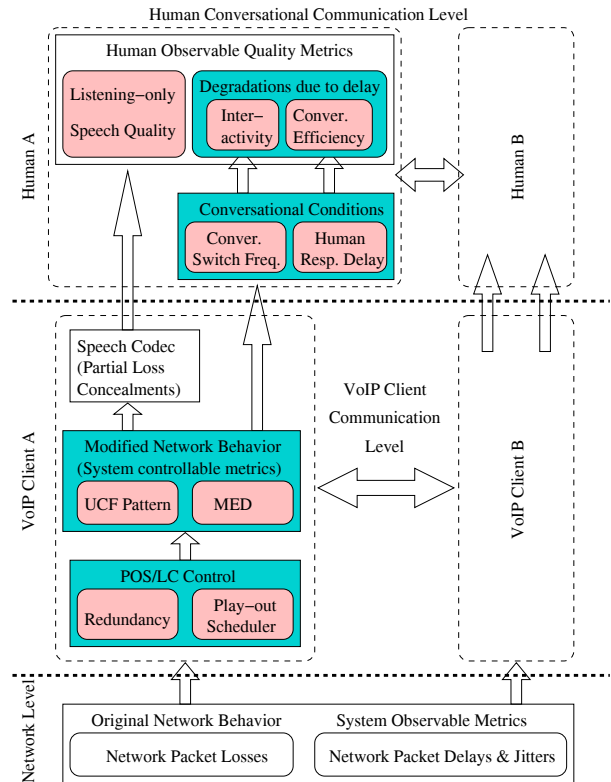 Human Conversational Communication Level
Human A
Human Observable Quality Metrics
Listening−only
Speech Quality
Degradations due to delay
Inter−
activity
Conver.
Efficiency
Conversational Conditions
Conver.
Switch Freq.
Human
Resp. Delay
Human B
VoIP Client A
Speech Codec
(Partial Loss
Concealments)
Modified Network Behavior
(System controllable metrics)
UCF Pattern
MED
POS/LC Control
Redundancy
Play−out
Scheduler
VoIP Client
Communication
Level
VoIP Client B
Network Level
Original Network Behavior
System Observable Metrics
Network Packet Losses
Network Packet Delays & Jitters